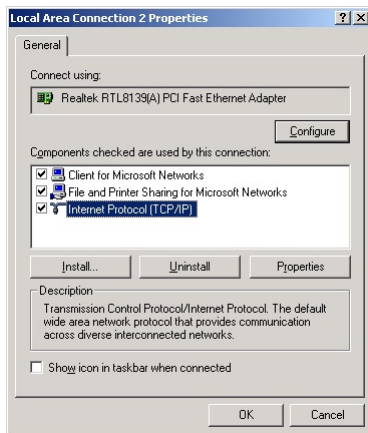 Local Area Connection 2 Properties
General
Connect using:
Realtek RTL8139(A) PCI Fast Ethernet Adapter
Configure
Components checked are used by this connection:
Client for Microsoft Networks
File and Printer Sharing for Microsoft Networks
Internet Protocol (TCP/IP)
Install... Uninstall Properties
Description
Transmission Control Protocol/Internet Protocol. The default
wide area network protocol that provides communication
across diverse interconnected networks.
Show icon in taskbar when connected
OK Cancel